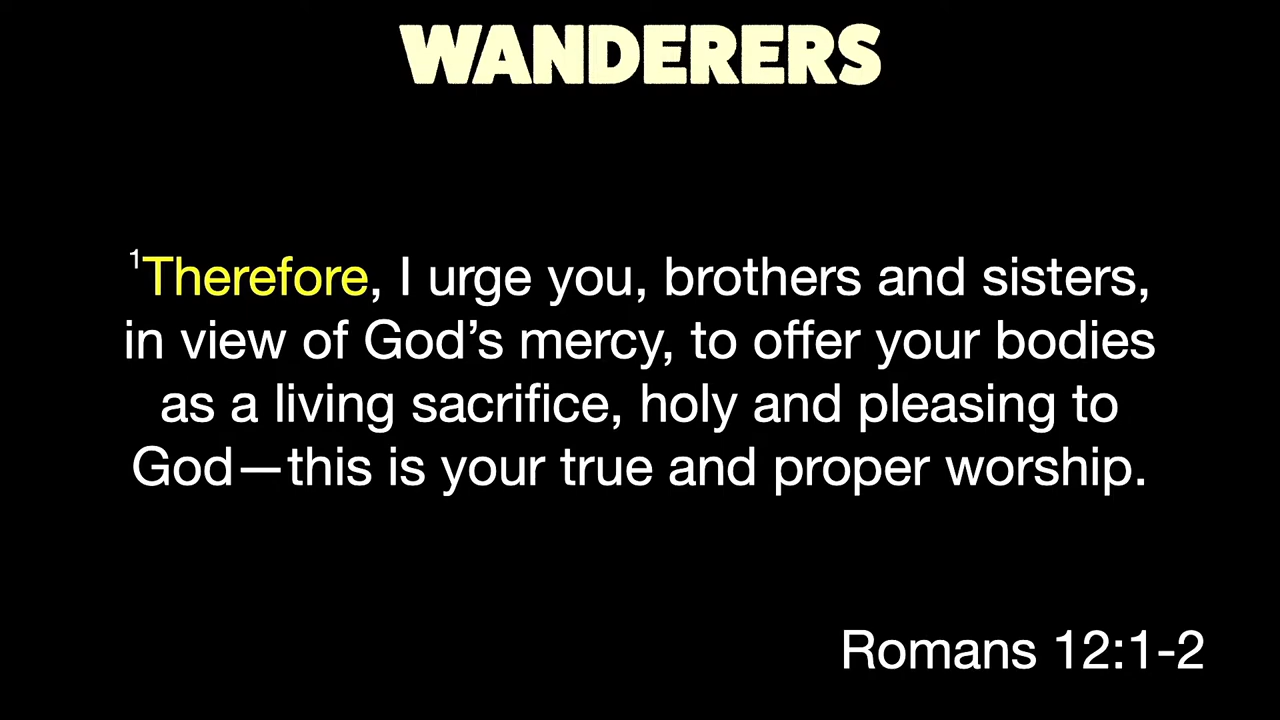 WANDERERS
¹Therefore, I urge you, brothers and sisters,
in view of God’s mercy, to offer your bodies
as a living sacrifice, holy and pleasing to
God—this is your true and proper worship.
Romans 12:1-2